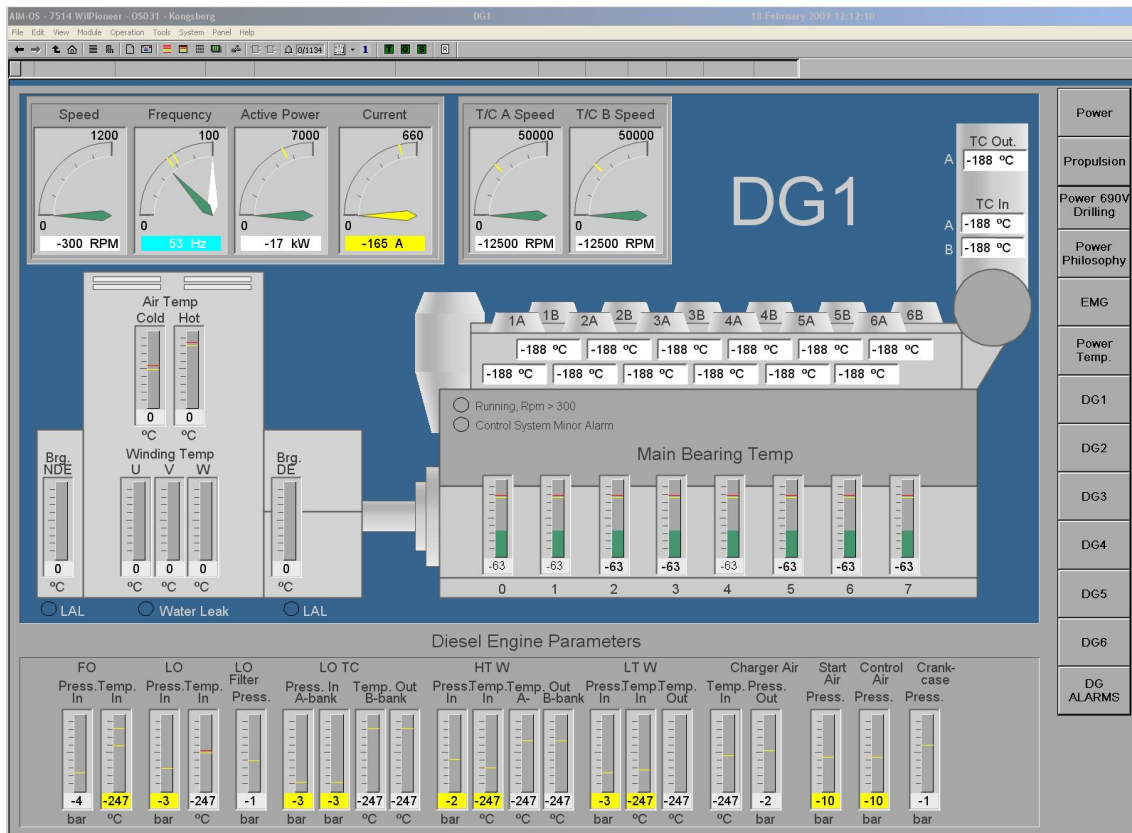 AIM-OS - 7514 WilPioneer - OS031 - Kongsberg DG1 18 February 2009 12:12:10
File Edit View Module Operation Tools System Panel Help
0/1134 1 T G S R
Speed Frequency Active Power Current T/C A Speed T/C B Speed
1200 100 7000 660 50000 50000
0 0 0 0 0 0
-300 RPM 53 Hz -17 kW -165 A -12500 RPM -12500 RPM
DG1
TC Out.
A -188 ºC
TC In
A -188 ºC
B -188 ºC
Power
Propulsion
Power 690V
Drilling
Power
Philosophy
EMG
Power
Temp.
DG1
DG2
DG3
DG4
DG5
DG6
DG
ALARMS
Air Temp
Cold Hot
0 0
ºC ºC
Winding Temp
U V W
0 0 0
ºC ºC ºC
Brg.
NDE
0
ºC
Brg.
DE
0
ºC
LAL Water Leak LAL
1A 1B 2A 2B 3A 3B 4A 4B 5A 5B 6A 6B
-188 ºC -188 ºC -188 ºC -188 ºC -188 ºC -188 ºC
-188 ºC -188 ºC -188 ºC -188 ºC -188 ºC -188 ºC
Running, Rpm > 300
Control System Minor Alarm
Main Bearing Temp
-63 -63 -63 -63 -63 -63 -63 -63
0 1 2 3 4 5 6 7
Diesel Engine Parameters
FO LO LO Filter LO TC HT W LT W Charger Air Start Air Control Air Crank-case
Press. In Temp. In Press. In Temp. In Press. Press. In A-bank Temp. Out B-bank Press. In Temp. In Temp. Out A- B-bank Press. In Temp. In Temp. Out Temp. In Press. Out Press. Press. Press.
-4 -247 -3 -247 -1 -3 -3 -247 -247 -2 -247 -247 -247 -3 -247 -247 -247 -2 -10 -10 -1
bar ºC bar ºC bar bar bar ºC ºC bar ºC ºC ºC bar ºC ºC ºC bar bar bar bar